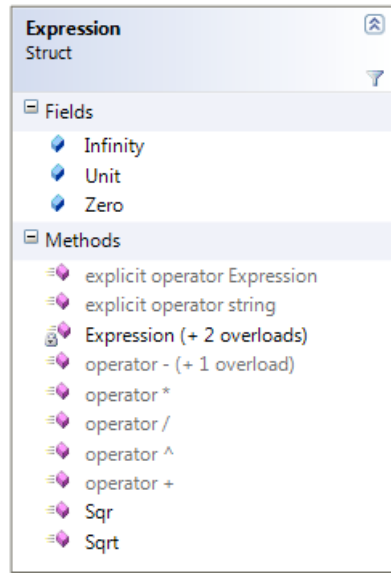 Expression
Struct
Fields
Infinity
Unit
Zero
Methods
explicit operator Expression
explicit operator string
Expression (+ 2 overloads)
operator - (+ 1 overload)
operator *
operator /
operator ^
operator +
Sqr
Sqrt